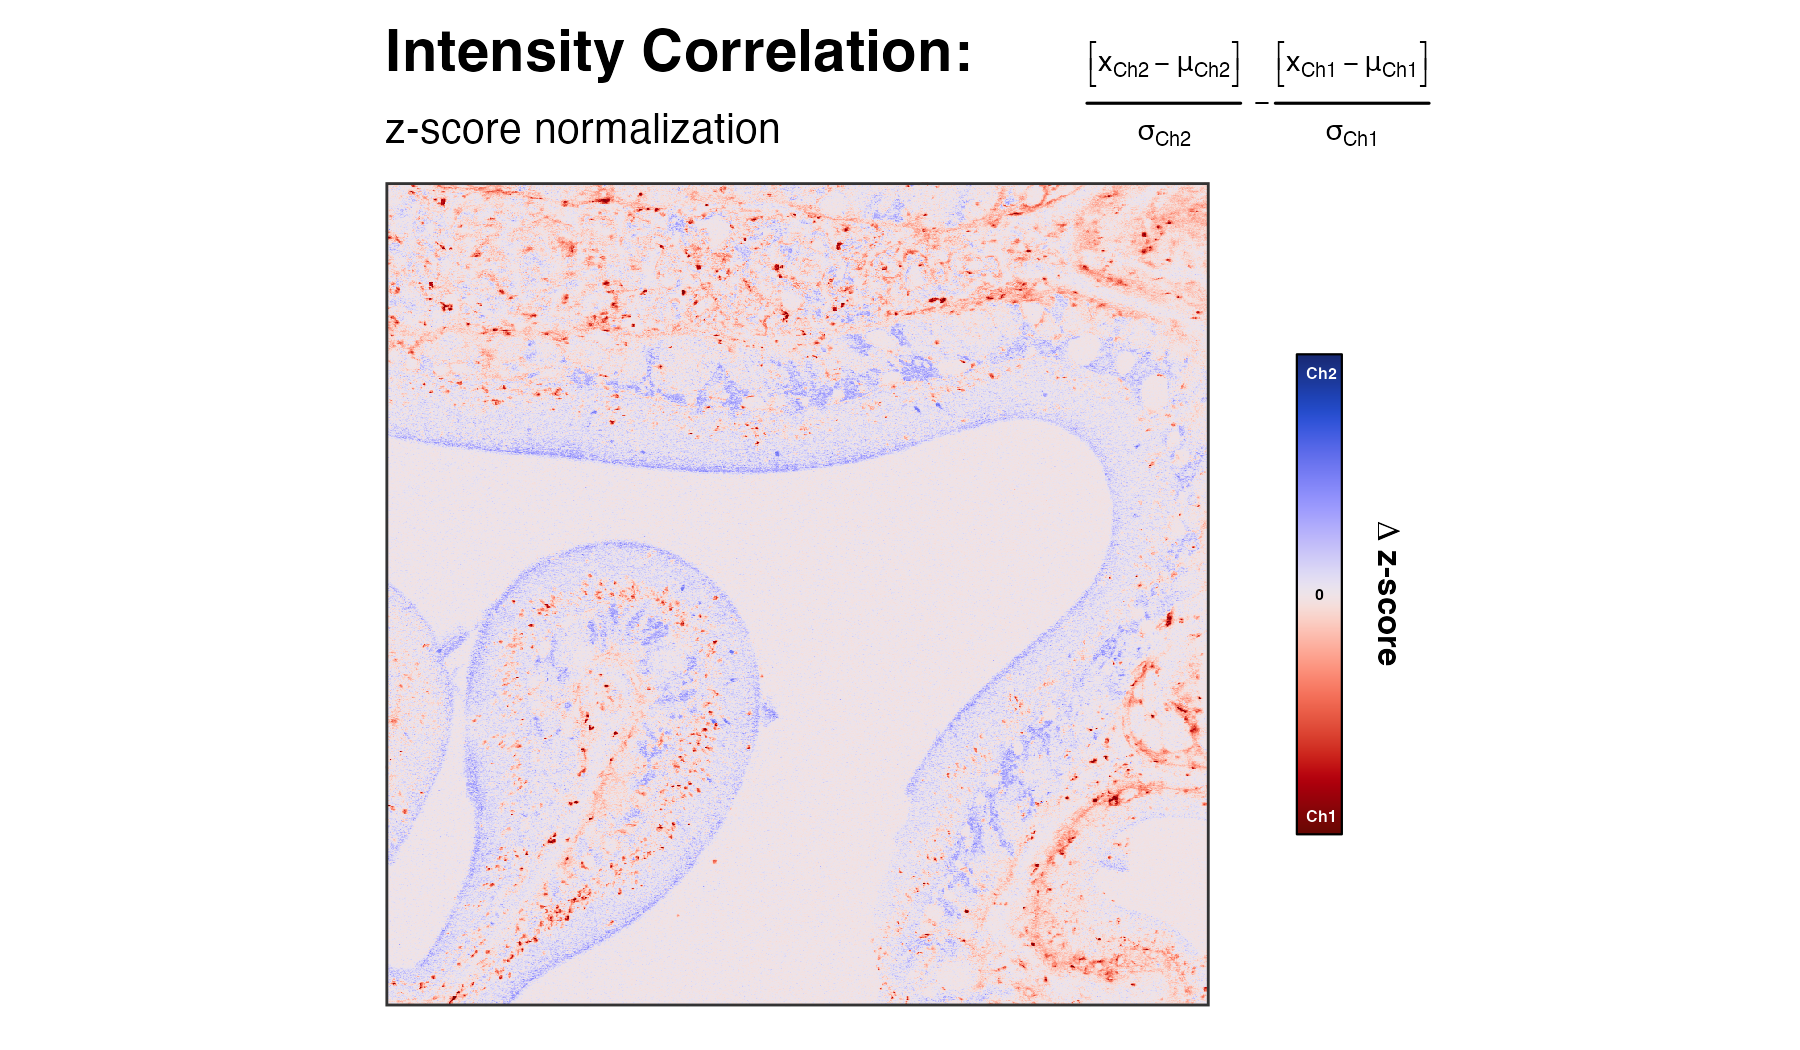 Intensity Correlation:
z-score normalization
[xCh2 – μCh2] [xCh1 – μCh1]
–
σCh2 σCh1
Ch2
0
Ch1
Δ z-score